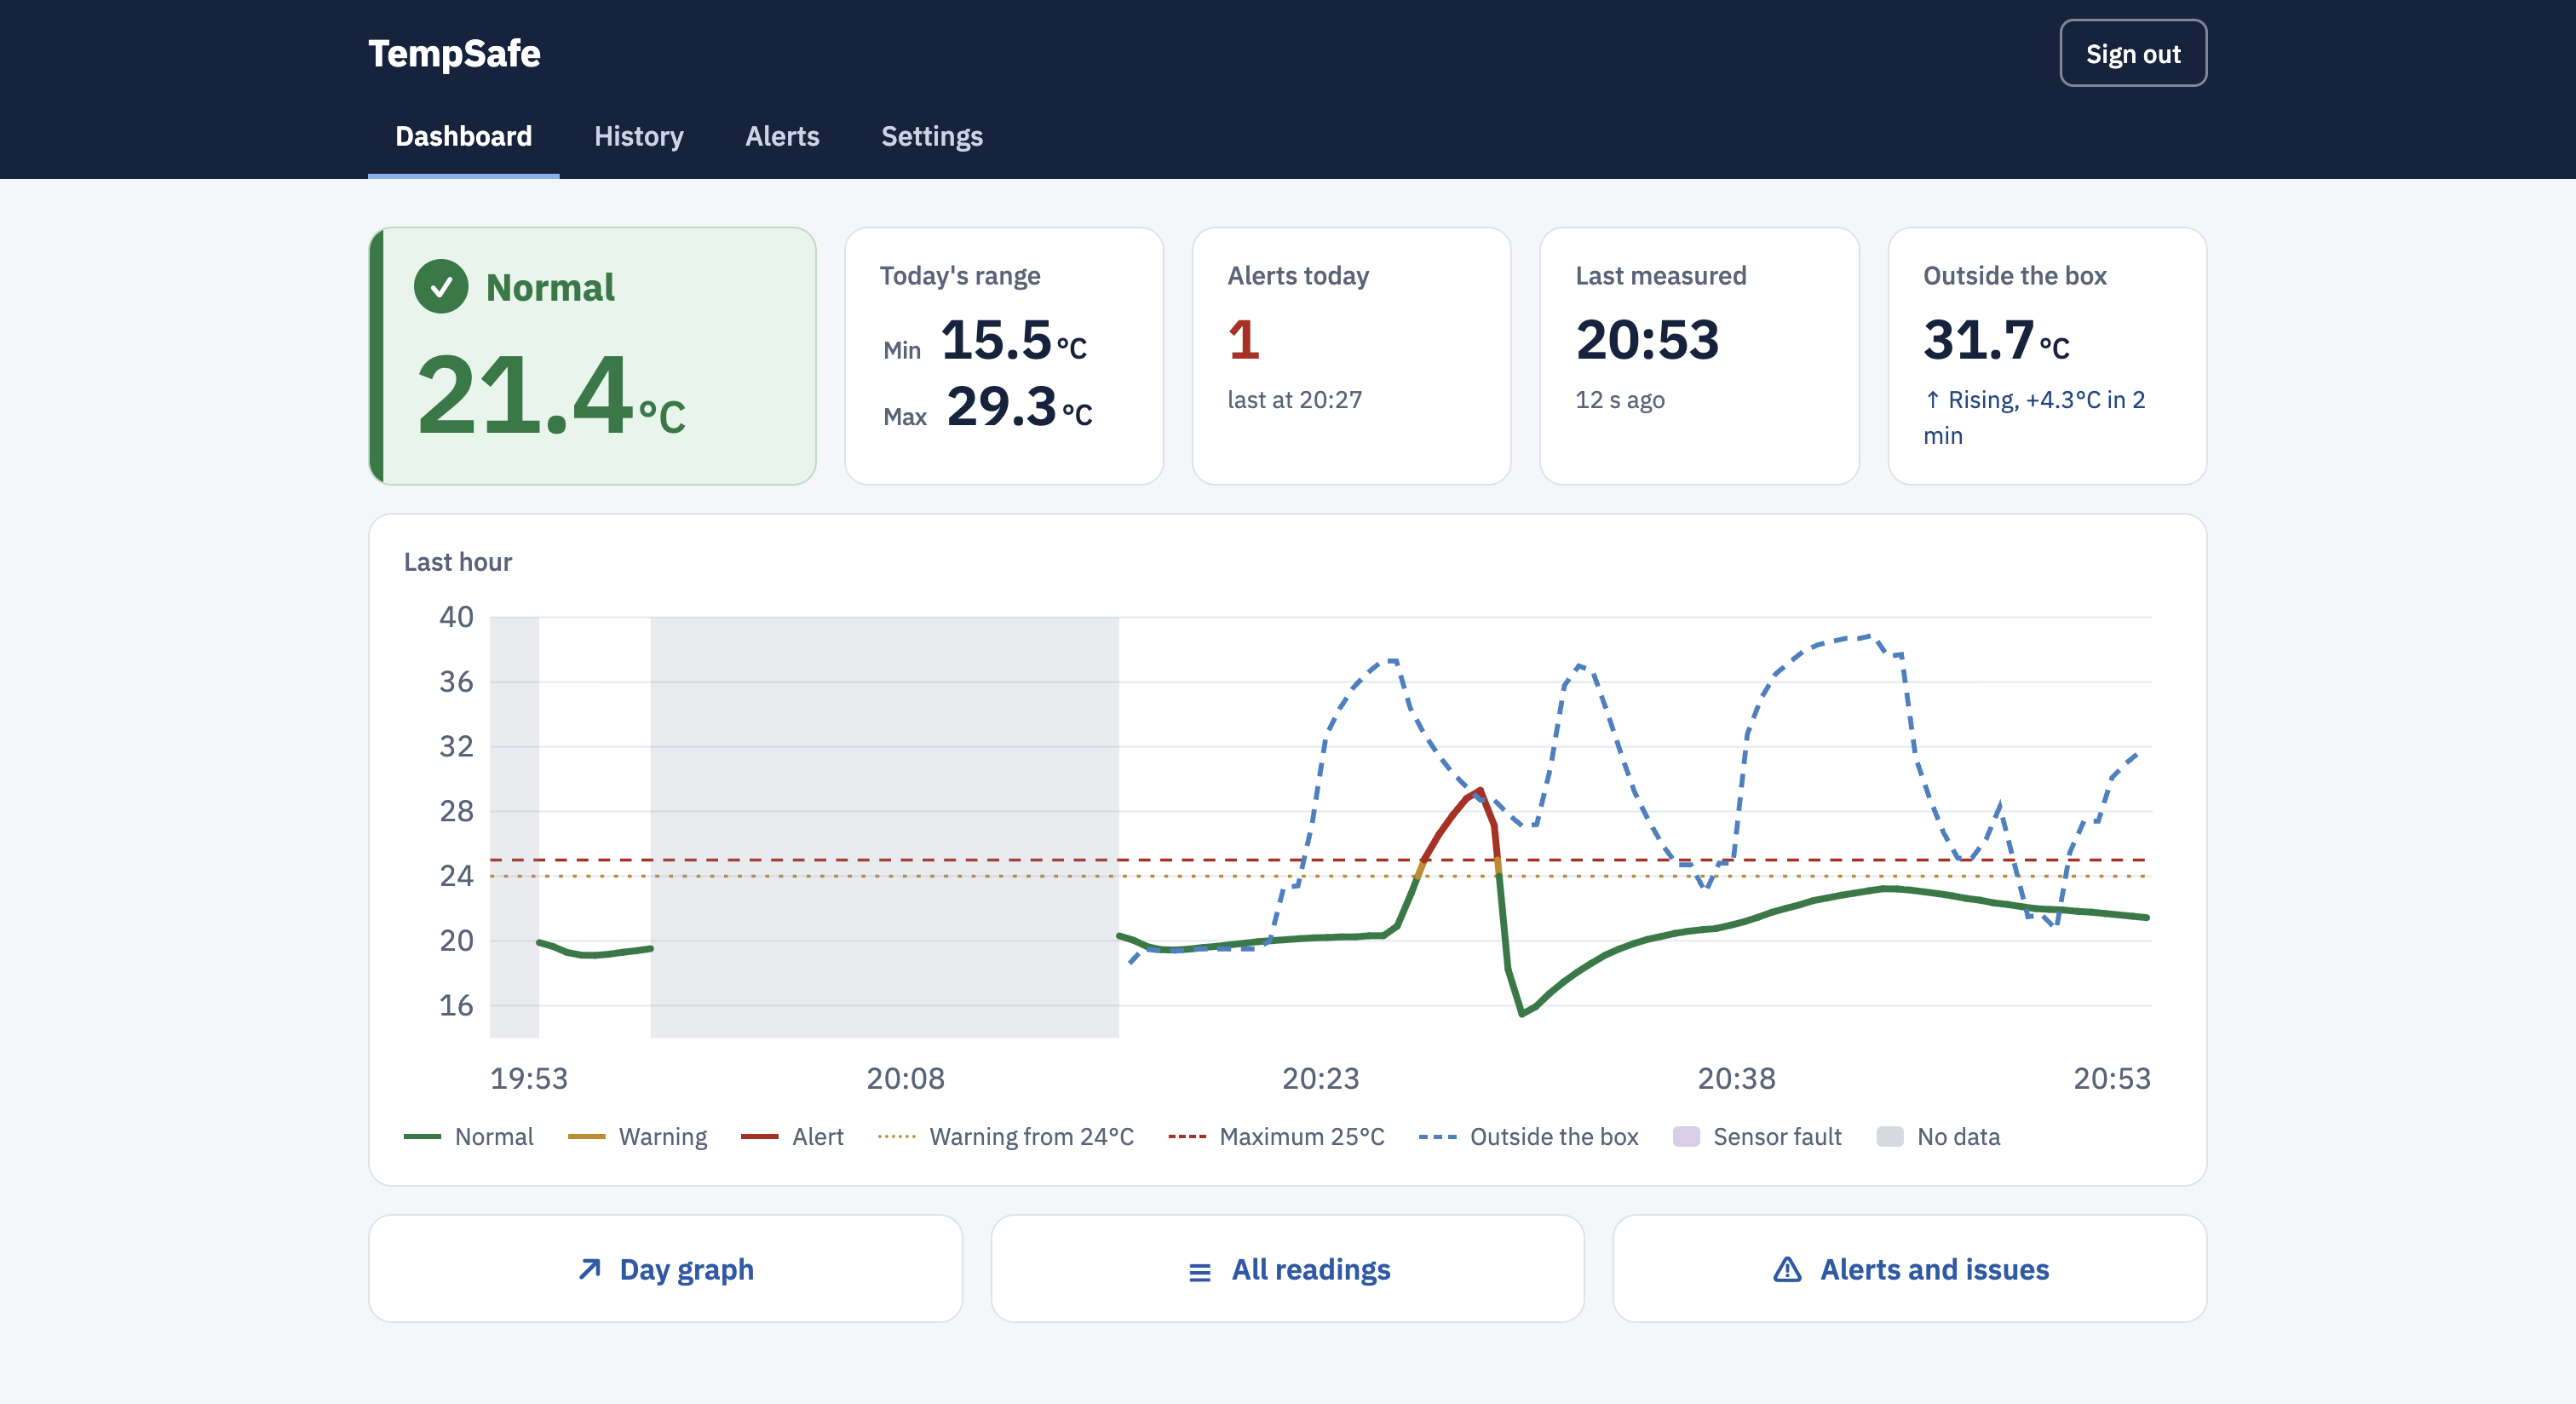 TempSafe
Sign out
Dashboard
History
Alerts
Settings
Normal
21.4°C
Today's range
Min 15.5°C
Max 29.3°C
Alerts today
1
last at 20:27
Last measured
20:53
12 s ago
Outside the box
31.7°C
↑ Rising, +4.3°C in 2
min
Last hour
40
36
32
28
24
20
16
19:53
20:08
20:23
20:38
20:53
Normal
Warning
Alert
Warning from 24°C
Maximum 25°C
Outside the box
Sensor fault
No data
Day graph
All readings
Alerts and issues